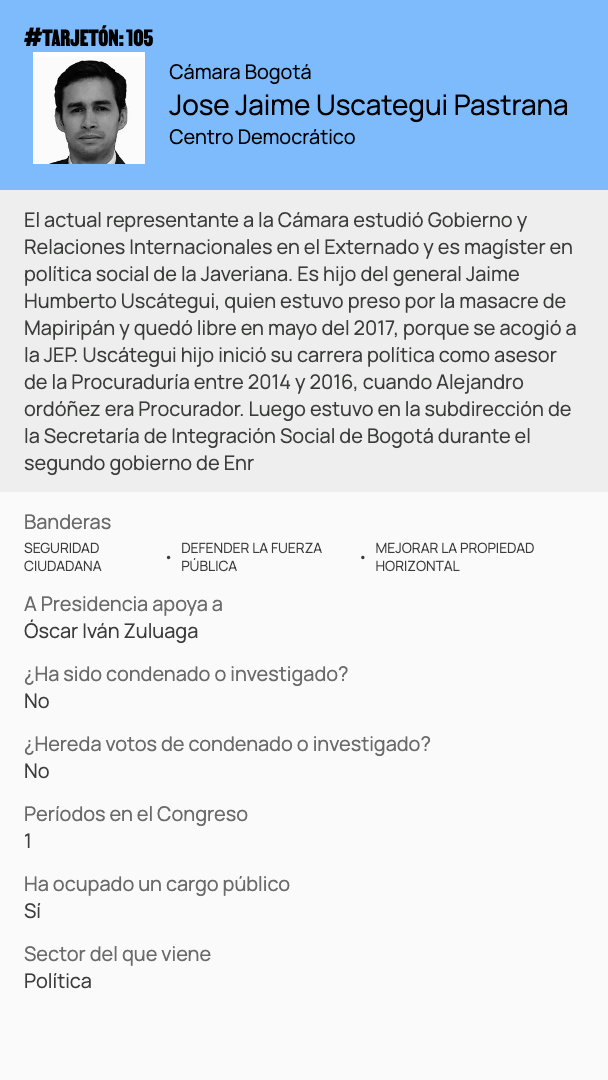 #TARJETÓN: 105
Cámara Bogotá
Jose Jaime Uscategui Pastrana
Centro Democrático
El actual representante a la Cámara estudió Gobierno y
Relaciones Internacionales en el Externado y es magíster en
política social de la Javeriana. Es hijo del general Jaime
Humberto Uscátegui, quien estuvo preso por la masacre de
Mapiripán y quedó libre en mayo del 2017, porque se acogió a
la JEP. Uscátegui hijo inició su carrera política como asesor
de la Procuraduría entre 2014 y 2016, cuando Alejandro
ordóñez era Procurador. Luego estuvo en la subdirección de
la Secretaría de Integración Social de Bogotá durante el
segundo gobierno de Enr
Banderas
SEGURIDAD CIUDADANA
• DEFENDER LA FUERZA PÚBLICA
• MEJORAR LA PROPIEDAD HORIZONTAL
A Presidencia apoya a
Óscar Iván Zuluaga
¿Ha sido condenado o investigado?
No
¿Hereda votos de condenado o investigado?
No
Períodos en el Congreso
1
Ha ocupado un cargo público
Sí
Sector del que viene
Política